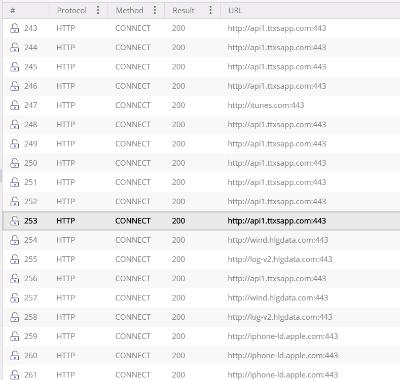 # Protocol Method Result URL
243 HTTP CONNECT 200 http://api1.ttxsapp.com:443
244 HTTP CONNECT 200 http://api1.ttxsapp.com:443
245 HTTP CONNECT 200 http://api1.ttxsapp.com:443
246 HTTP CONNECT 200 http://api1.ttxsapp.com:443
247 HTTP CONNECT 200 http://itunes.com:443
248 HTTP CONNECT 200 http://api1.ttxsapp.com:443
249 HTTP CONNECT 200 http://api1.ttxsapp.com:443
250 HTTP CONNECT 200 http://api1.ttxsapp.com:443
251 HTTP CONNECT 200 http://api1.ttxsapp.com:443
252 HTTP CONNECT 200 http://api1.ttxsapp.com:443
253 HTTP CONNECT 200 http://api1.ttxsapp.com:443
254 HTTP CONNECT 200 http://wind.hlgdata.com:443
255 HTTP CONNECT 200 http://log-v2.hlgdata.com:443
256 HTTP CONNECT 200 http://api1.ttxsapp.com:443
257 HTTP CONNECT 200 http://wind.hlgdata.com:443
258 HTTP CONNECT 200 http://log-v2.hlgdata.com:443
259 HTTP CONNECT 200 http://iphone-ld.apple.com:443
260 HTTP CONNECT 200 http://iphone-ld.apple.com:443
261 HTTP CONNECT 200 http://iphone-ld.apple.com:443